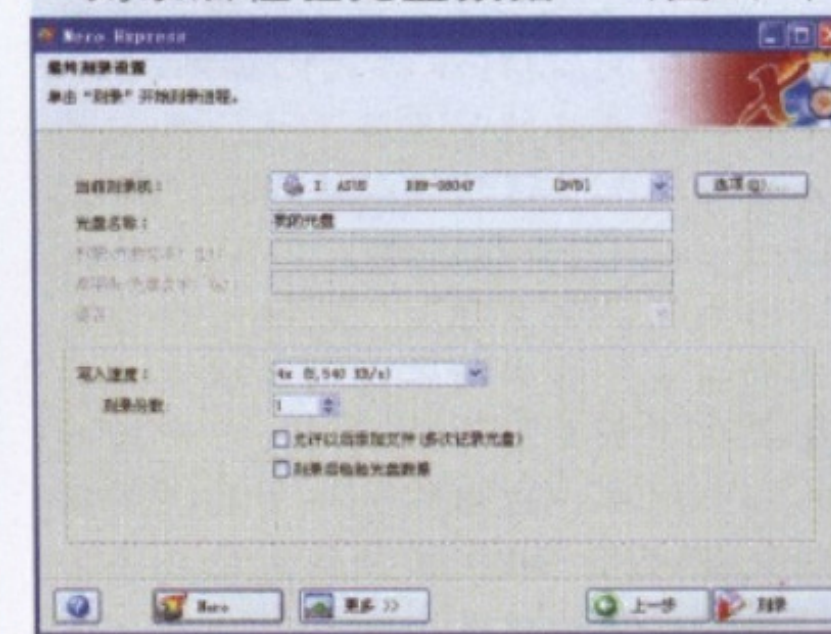 Nero Express
最终刻录设置
单击“刻录”开始刻录进程。
当前刻录机： I: ASUS [DVD] 选项
光盘名称： 我的光盘
写入速度： 4x (5,540 KB/s)
刻录份数 1
允许以后添加文件(多次记录光盘)
刻录后检验光盘数据
Nero 更多 >> 上一步 刻录